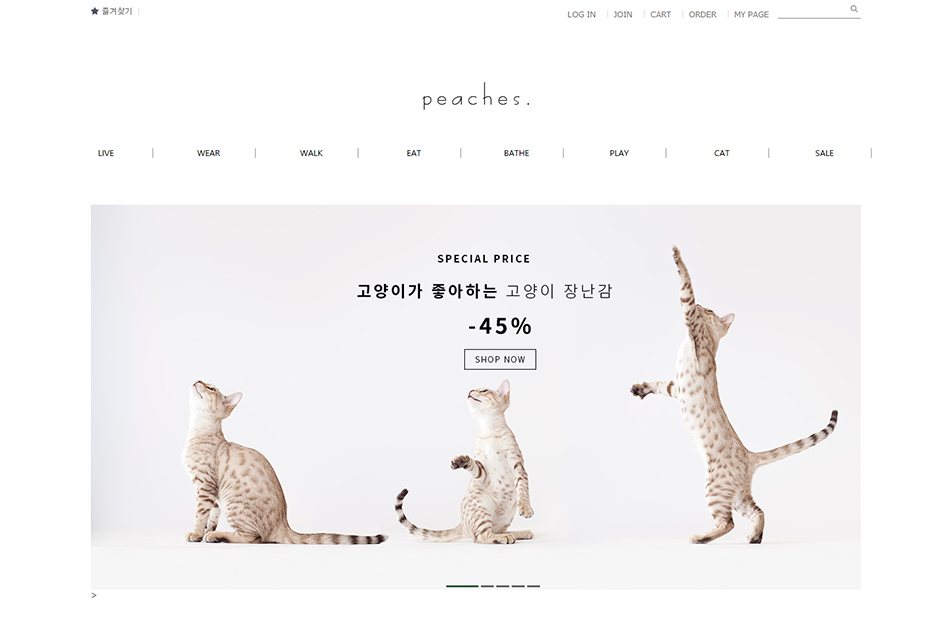 ★ 즐겨찾기
LOG IN JOIN CART ORDER MY PAGE
peaches.
LIVE WEAR WALK EAT BATHE PLAY CAT SALE
SPECIAL PRICE
고양이가 좋아하는 고양이 장난감
-45%
SHOP NOW
>